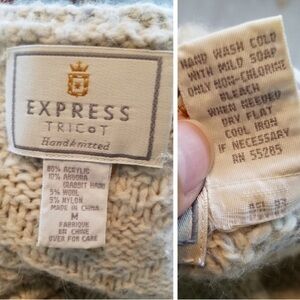 EXPRESS
TRICOT
Handknitted
80% ACRYLIC
10% ANGORA
(RABBIT HAIR)
5% WOOL
5% NYLON
MADE IN CHINA
M
FABRIQUE
EN CHINE
OVER FOR CARE
HAND WASH COLD
WITH MILD SOAP
ONLY NON-CHLORINE
BLEACH
WHEN NEEDED
DRY FLAT
COOL IRON
IF NECESSARY
RN 55285